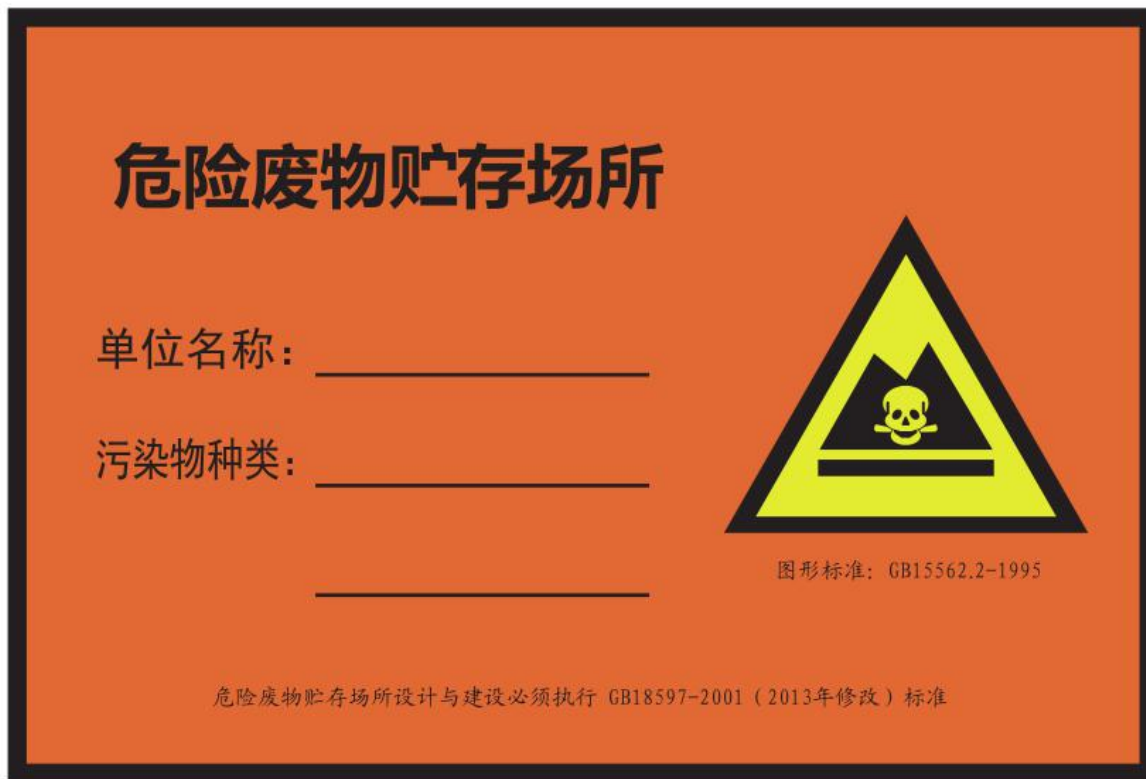 危险废物贮存场所
单位名称：
污染物种类：
图形标准：GB15562.2-1995
危险废物贮存场所设计与建设必须执行 GB18597-2001（2013年修改）标准